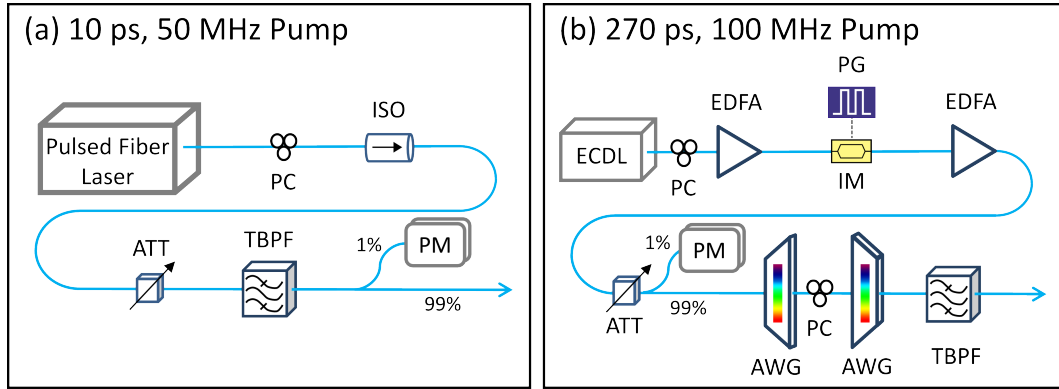 (a) 10 ps, 50 MHz Pump
Pulsed Fiber
Laser
PC
ISO
ATT
TBPF
1%
PM
99%
(b) 270 ps, 100 MHz Pump
PG
EDFA
EDFA
ECDL
PC
IM
1%
PM
ATT
99%
AWG
PC
AWG
TBPF